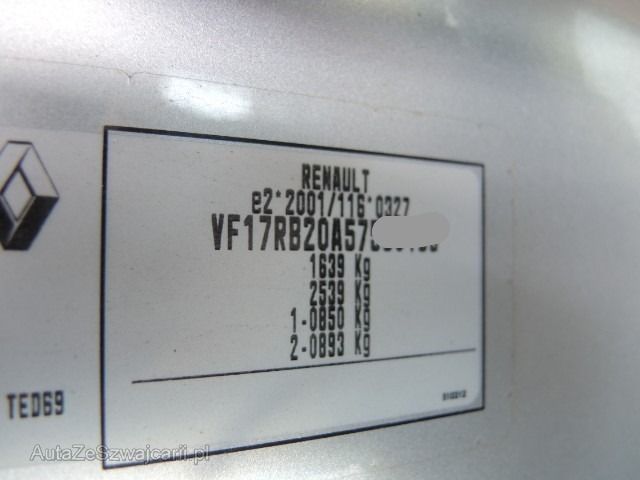 RENAULT
e2*2001/116*0327
VF17RB20A57
1639 Kg
2539 Kg
1-0850 Kg
2-0893 Kg
TED69
AutaZeSzwajcarii.pl